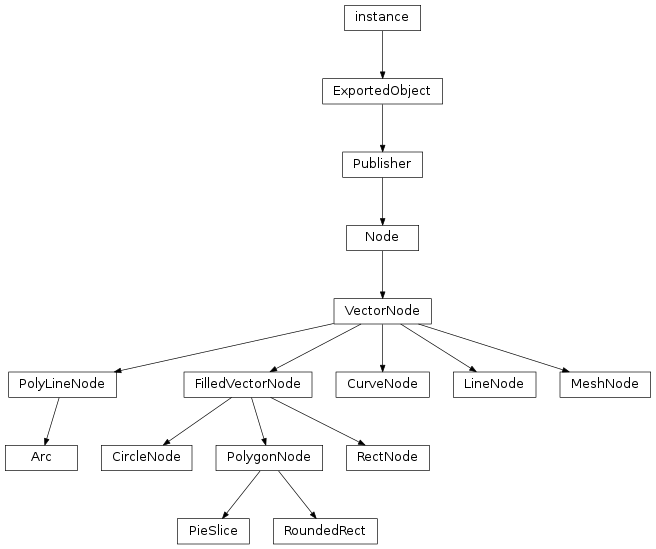 instance
ExportedObject
Publisher
Node
VectorNode
PolyLineNode
FilledVectorNode
CurveNode
LineNode
MeshNode
Arc
CircleNode
PolygonNode
RectNode
PieSlice
RoundedRect